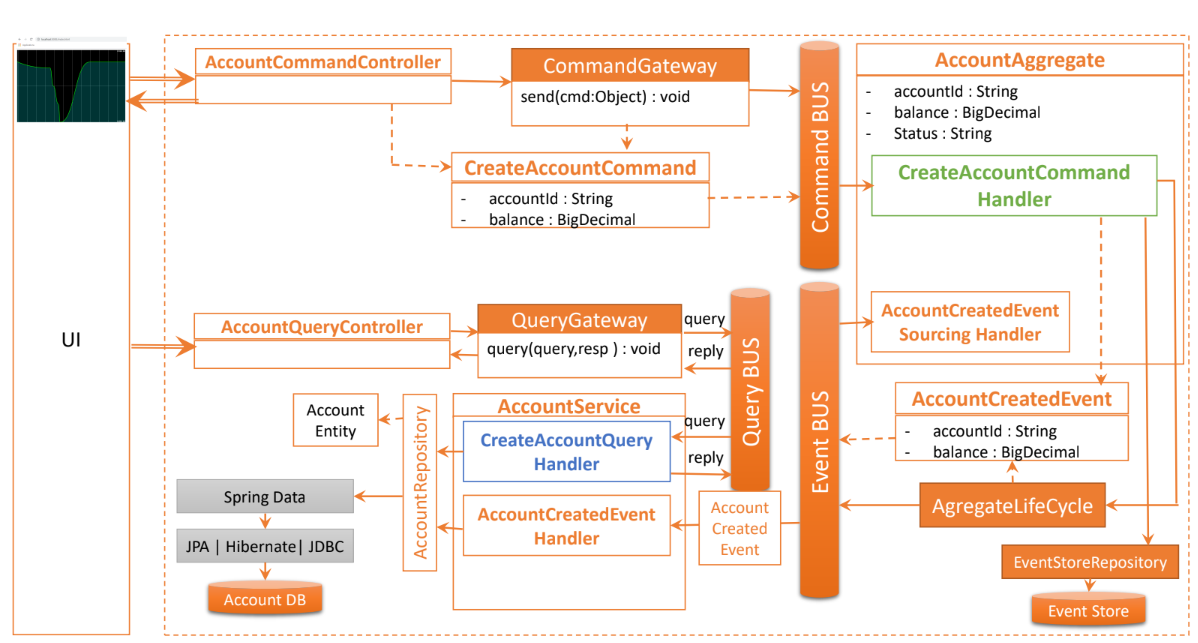 AccountCommandController
CommandGateway
send(cmd:Object) : void
CreateAccountCommand
- accountId : String
- balance : BigDecimal
Command BUS
AccountAggregate
- accountId : String
- balance : BigDecimal
- Status : String
CreateAccountCommand
Handler
AccountCreatedEvent
Sourcing Handler
UI
AccountQueryController
QueryGateway
query(query,resp ) : void
query
reply
Query BUS
Event BUS
AccountCreatedEvent
- accountId : String
- balance : BigDecimal
AgregateLifeCycle
EventStoreRepository
Event Store
AccountService
CreateAccountQuery
Handler
query
reply
AccountCreatedEvent
Handler
Account
Created
Event
AccountRepository
Account
Entity
Spring Data
JPA | Hibernate| JDBC
Account DB